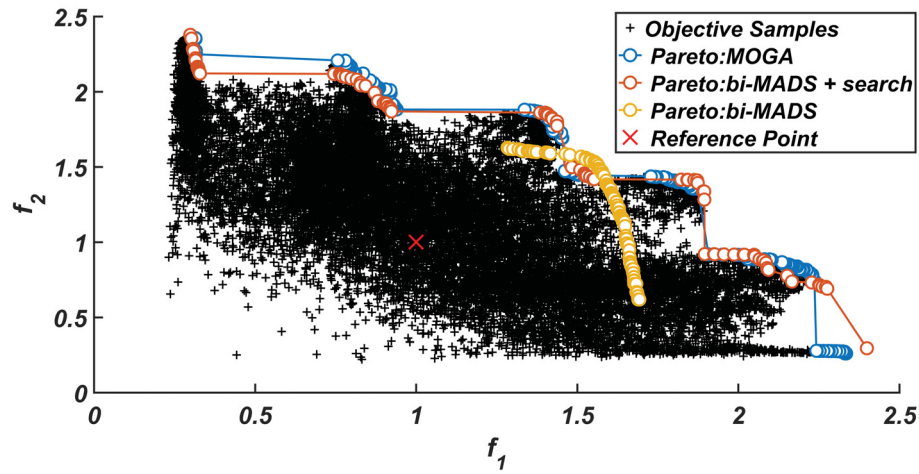 2.5
2
1.5
1
0.5
0
f2
0
0.5
1
1.5
2
2.5
f1
Objective Samples
Pareto:MOGA
Pareto:bi-MADS + search
Pareto:bi-MADS
Reference Point